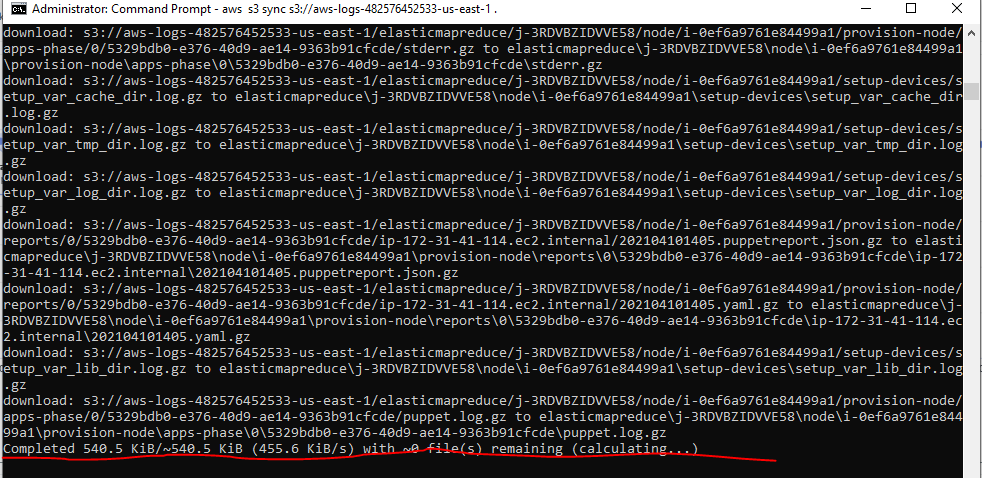 Administrator: Command Prompt - aws s3 sync s3://aws-logs-482576452533-us-east-1 .
download: s3://aws-logs-482576452533-us-east-1/elasticmapreduce/j-3RDVBZIDVVE58/node/i-0ef6a9761e84499a1/provision-node/
apps-phase/0/5329bdb0-e376-40d9-ae14-9363b91cfcde/stderr.gz to elasticmapreduce\j-3RDVBZIDVVE58\node\i-0ef6a9761e84499a1
\provision-node\apps-phase\0\5329bdb0-e376-40d9-ae14-9363b91cfcde\stderr.gz
download: s3://aws-logs-482576452533-us-east-1/elasticmapreduce/j-3RDVBZIDVVE58/node/i-0ef6a9761e84499a1/setup-devices/s
etup_var_cache_dir.log.gz to elasticmapreduce\j-3RDVBZIDVVE58\node\i-0ef6a9761e84499a1\setup-devices\setup_var_cache_dir
.log.gz
download: s3://aws-logs-482576452533-us-east-1/elasticmapreduce/j-3RDVBZIDVVE58/node/i-0ef6a9761e84499a1/setup-devices/s
etup_var_tmp_dir.log.gz to elasticmapreduce\j-3RDVBZIDVVE58\node\i-0ef6a9761e84499a1\setup-devices\setup_var_tmp_dir.log
.gz
download: s3://aws-logs-482576452533-us-east-1/elasticmapreduce/j-3RDVBZIDVVE58/node/i-0ef6a9761e84499a1/setup-devices/s
etup_var_log_dir.log.gz to elasticmapreduce\j-3RDVBZIDVVE58\node\i-0ef6a9761e84499a1\setup-devices\setup_var_log_dir.log
.gz
download: s3://aws-logs-482576452533-us-east-1/elasticmapreduce/j-3RDVBZIDVVE58/node/i-0ef6a9761e84499a1/provision-node/
reports/0/5329bdb0-e376-40d9-ae14-9363b91cfcde/ip-172-31-41-114.ec2.internal/202104101405.puppetreport.json.gz to elasti
cmapreduce\j-3RDVBZIDVVE58\node\i-0ef6a9761e84499a1\provision-node\reports\0\5329bdb0-e376-40d9-ae14-9363b91cfcde\ip-172
-31-41-114.ec2.internal\202104101405.puppetreport.json.gz
download: s3://aws-logs-482576452533-us-east-1/elasticmapreduce/j-3RDVBZIDVVE58/node/i-0ef6a9761e84499a1/provision-node/
reports/0/5329bdb0-e376-40d9-ae14-9363b91cfcde/ip-172-31-41-114.ec2.internal/202104101405.yaml.gz to elasticmapreduce\j-
3RDVBZIDVVE58\node\i-0ef6a9761e84499a1\provision-node\reports\0\5329bdb0-e376-40d9-ae14-9363b91cfcde\ip-172-31-41-114.ec
2.internal\202104101405.yaml.gz
download: s3://aws-logs-482576452533-us-east-1/elasticmapreduce/j-3RDVBZIDVVE58/node/i-0ef6a9761e84499a1/setup-devices/s
etup_var_lib_dir.log.gz to elasticmapreduce\j-3RDVBZIDVVE58\node\i-0ef6a9761e84499a1\setup-devices\setup_var_lib_dir.log
.gz
download: s3://aws-logs-482576452533-us-east-1/elasticmapreduce/j-3RDVBZIDVVE58/node/i-0ef6a9761e84499a1/provision-node/
apps-phase/0/5329bdb0-e376-40d9-ae14-9363b91cfcde/puppet.log.gz to elasticmapreduce\j-3RDVBZIDVVE58\node\i-0ef6a9761e844
99a1\provision-node\apps-phase\0\5329bdb0-e376-40d9-ae14-9363b91cfcde\puppet.log.gz
Completed 540.5 KiB/~540.5 KiB (455.6 KiB/s) with ~0 file(s) remaining (calculating...)